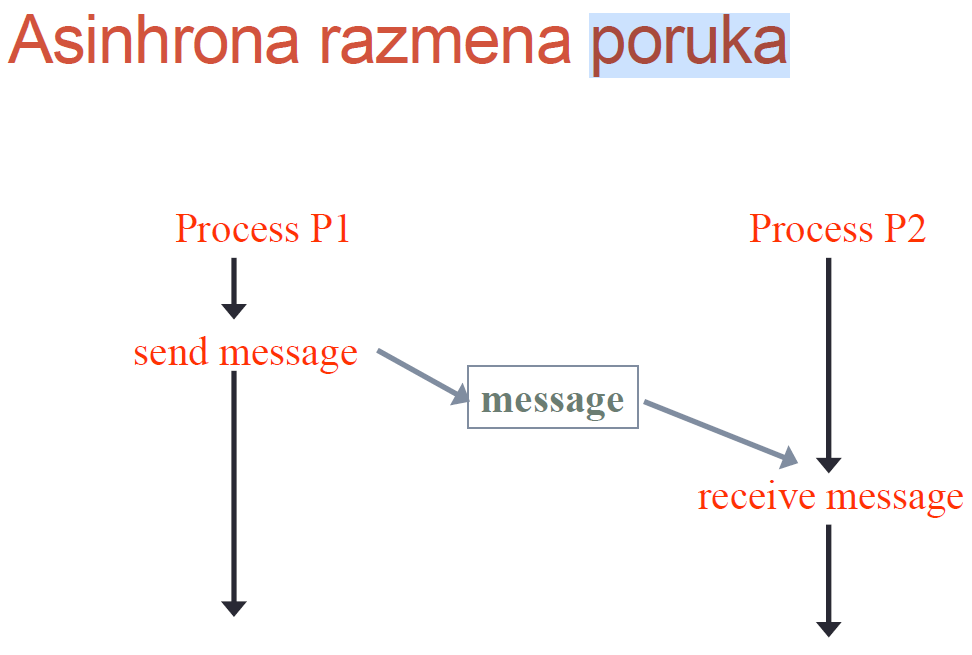 Asinhrona razmena poruka
Process P1
Process P2
send message
message
receive message